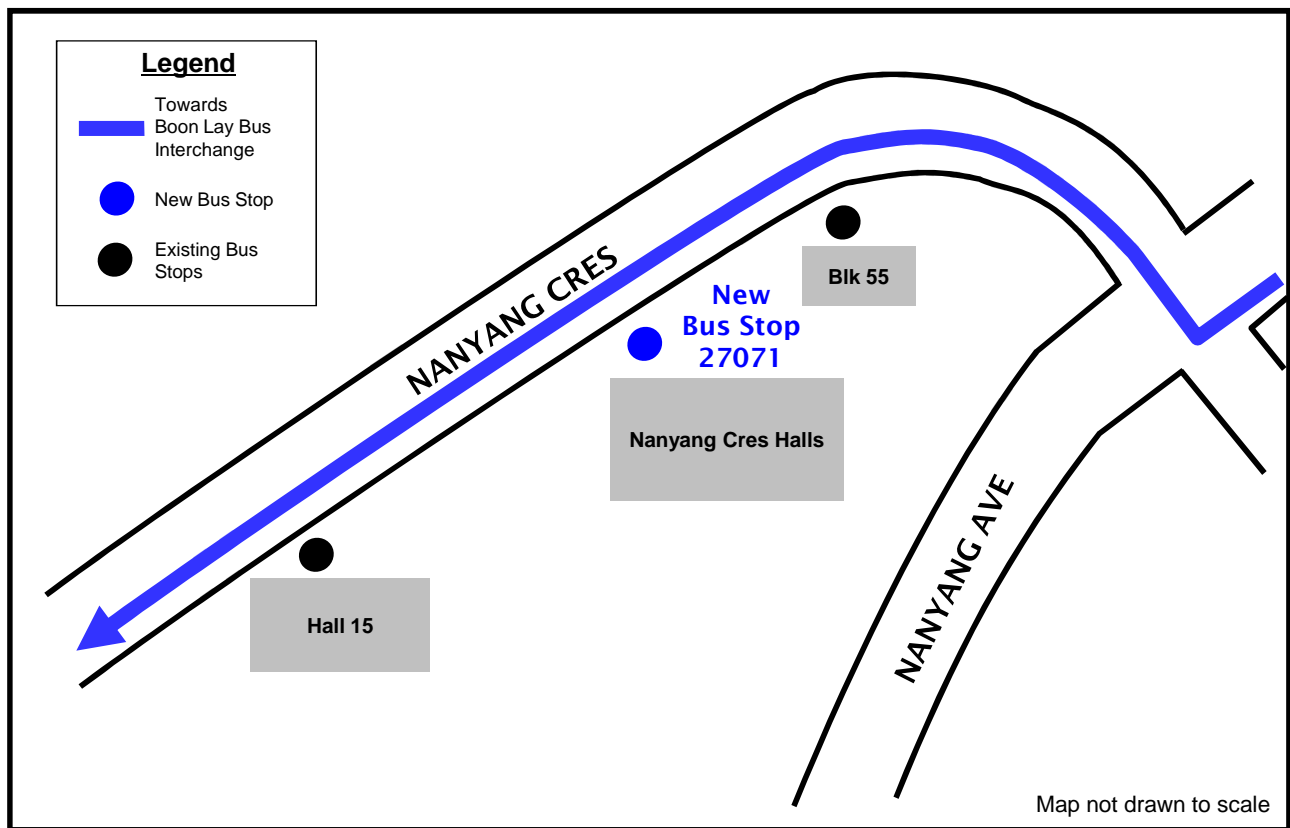 Legend
Towards
Boon Lay Bus
Interchange
New Bus Stop
Existing Bus
Stops
NANYANG CRES
Blk 55
New
Bus Stop
27071
Nanyang Cres Halls
Hall 15
NANYANG AVE
Map not drawn to scale